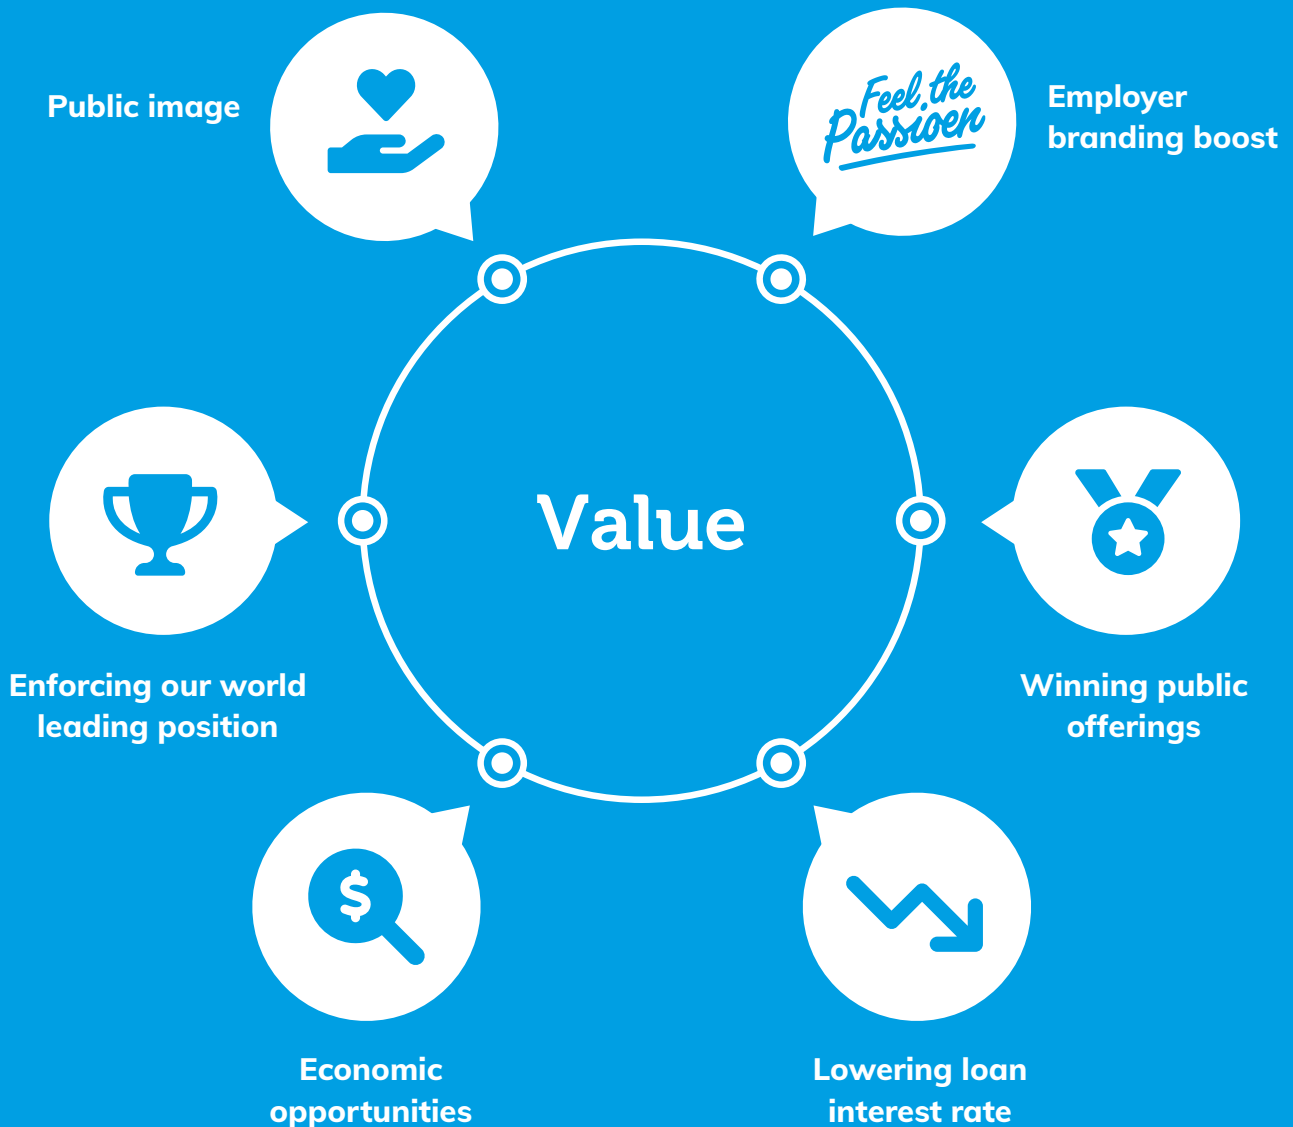 Public image
Feel the
Passioen
Employer
branding boost
Value
Enforcing our world
leading position
Winning public
offerings
$
Economic
opportunities
Lowering loan
interest rate